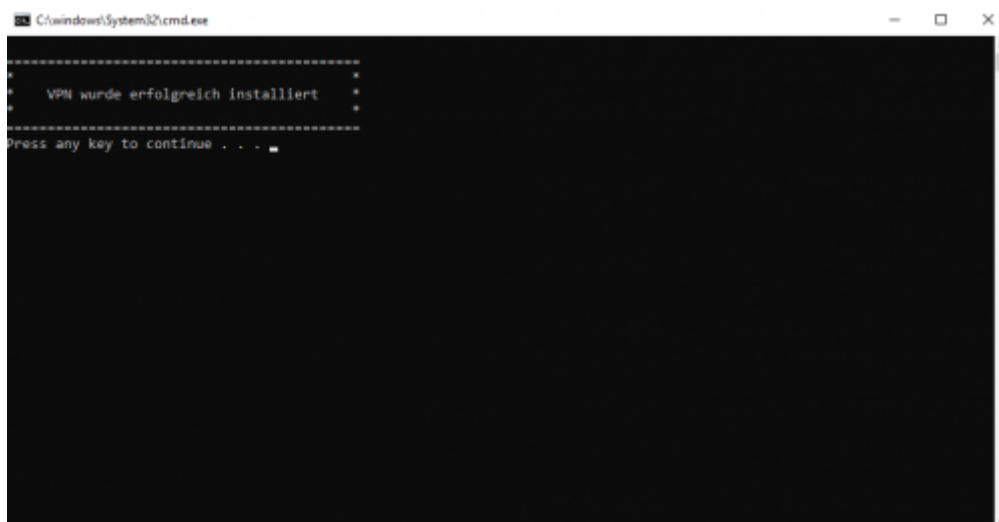 C:\windows\System32\cmd.exe
===========================================
*                                         *
*    VPN wurde erfolgreich installiert    *
*                                         *
===========================================
Press any key to continue . . .